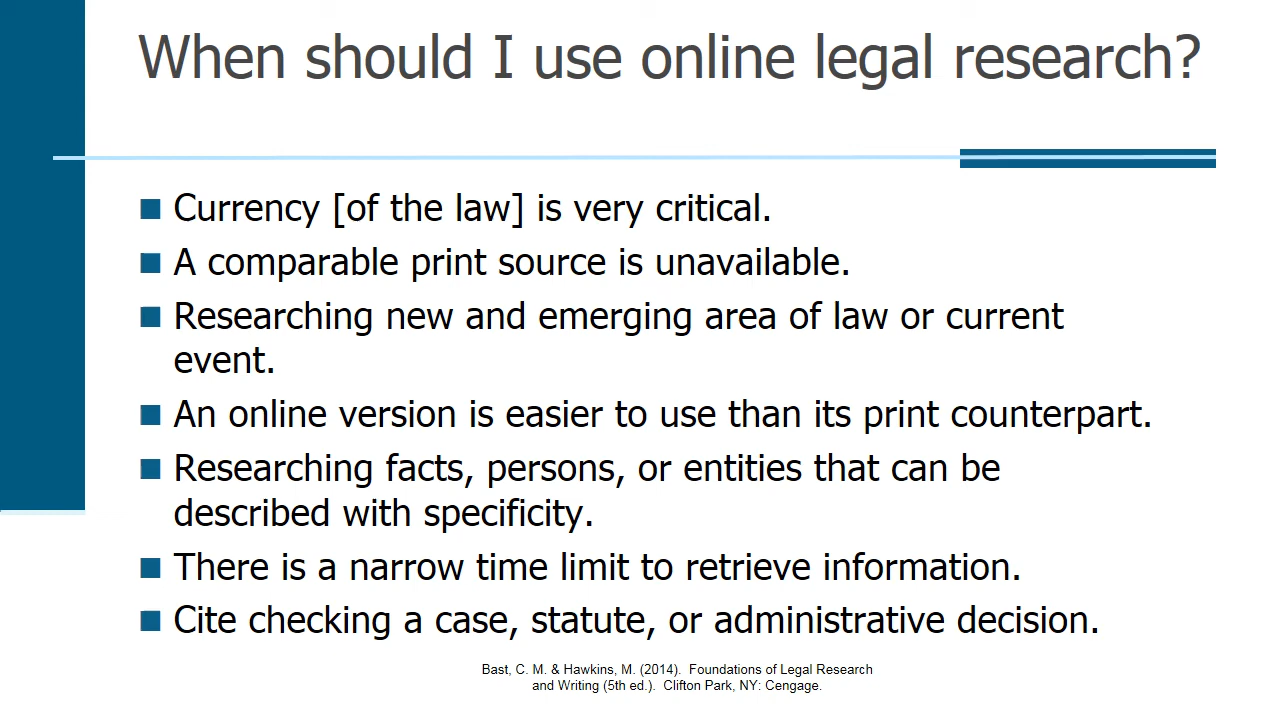 When should I use online legal research?
Currency [of the law] is very critical.
A comparable print source is unavailable.
Researching new and emerging area of law or current
event.
An online version is easier to use than its print counterpart.
Researching facts, persons, or entities that can be
described with specificity.
There is a narrow time limit to retrieve information.
Cite checking a case, statute, or administrative decision.
Bast, C. M. & Hawkins, M. (2014).  Foundations of Legal Research
and Writing (5th ed.).  Clifton Park, NY: Cengage.